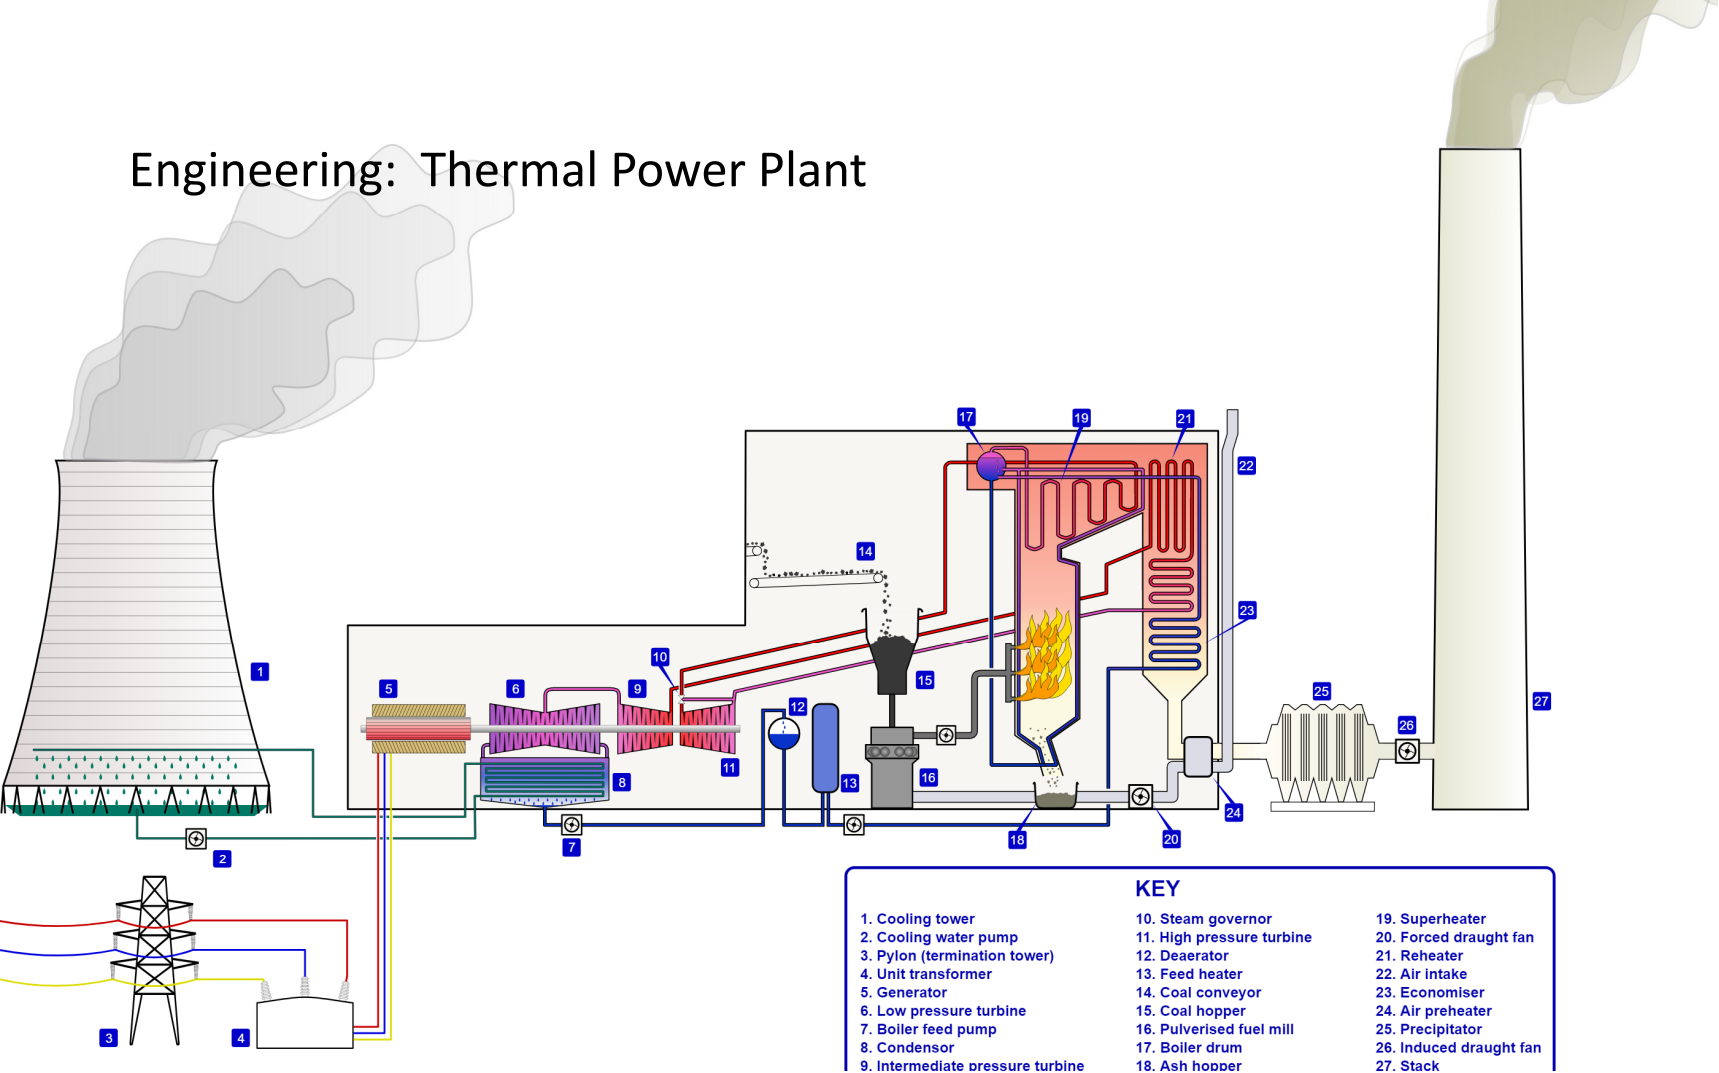 Engineering:  Thermal Power Plant
17
19
21
22
14
23
1
10
5
6
9
15
25
27
12
26
11
8
13
16
24
7
18
20
2
3
4
KEY
1. Cooling tower
2. Cooling water pump
3. Pylon (termination tower)
4. Unit transformer
5. Generator
6. Low pressure turbine
7. Boiler feed pump
8. Condensor
9. Intermediate pressure turbine
10. Steam governor
11. High pressure turbine
12. Deaerator
13. Feed heater
14. Coal conveyor
15. Coal hopper
16. Pulverised fuel mill
17. Boiler drum
18. Ash hopper
19. Superheater
20. Forced draught fan
21. Reheater
22. Air intake
23. Economiser
24. Air preheater
25. Precipitator
26. Induced draught fan
27. Stack